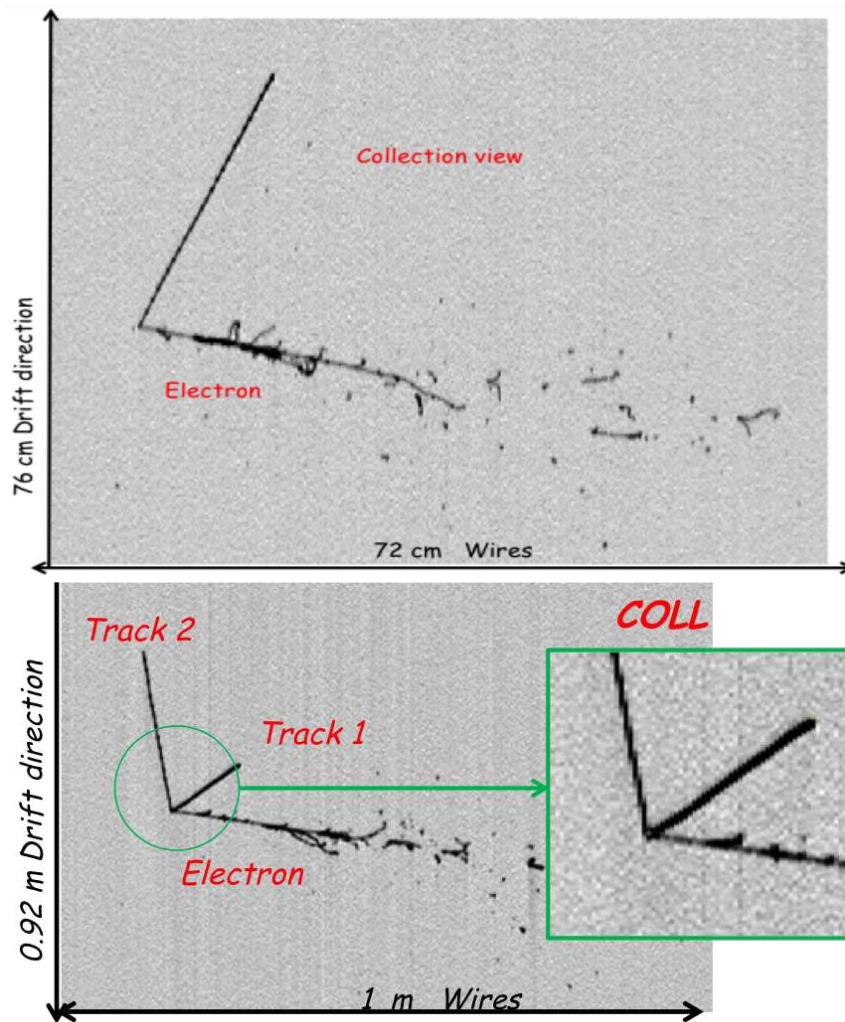 Collection view
Electron
76 cm Drift direction
72 cm Wires
COLL
Track 2
Track 1
Electron
0.92 m Drift direction
1 m Wires